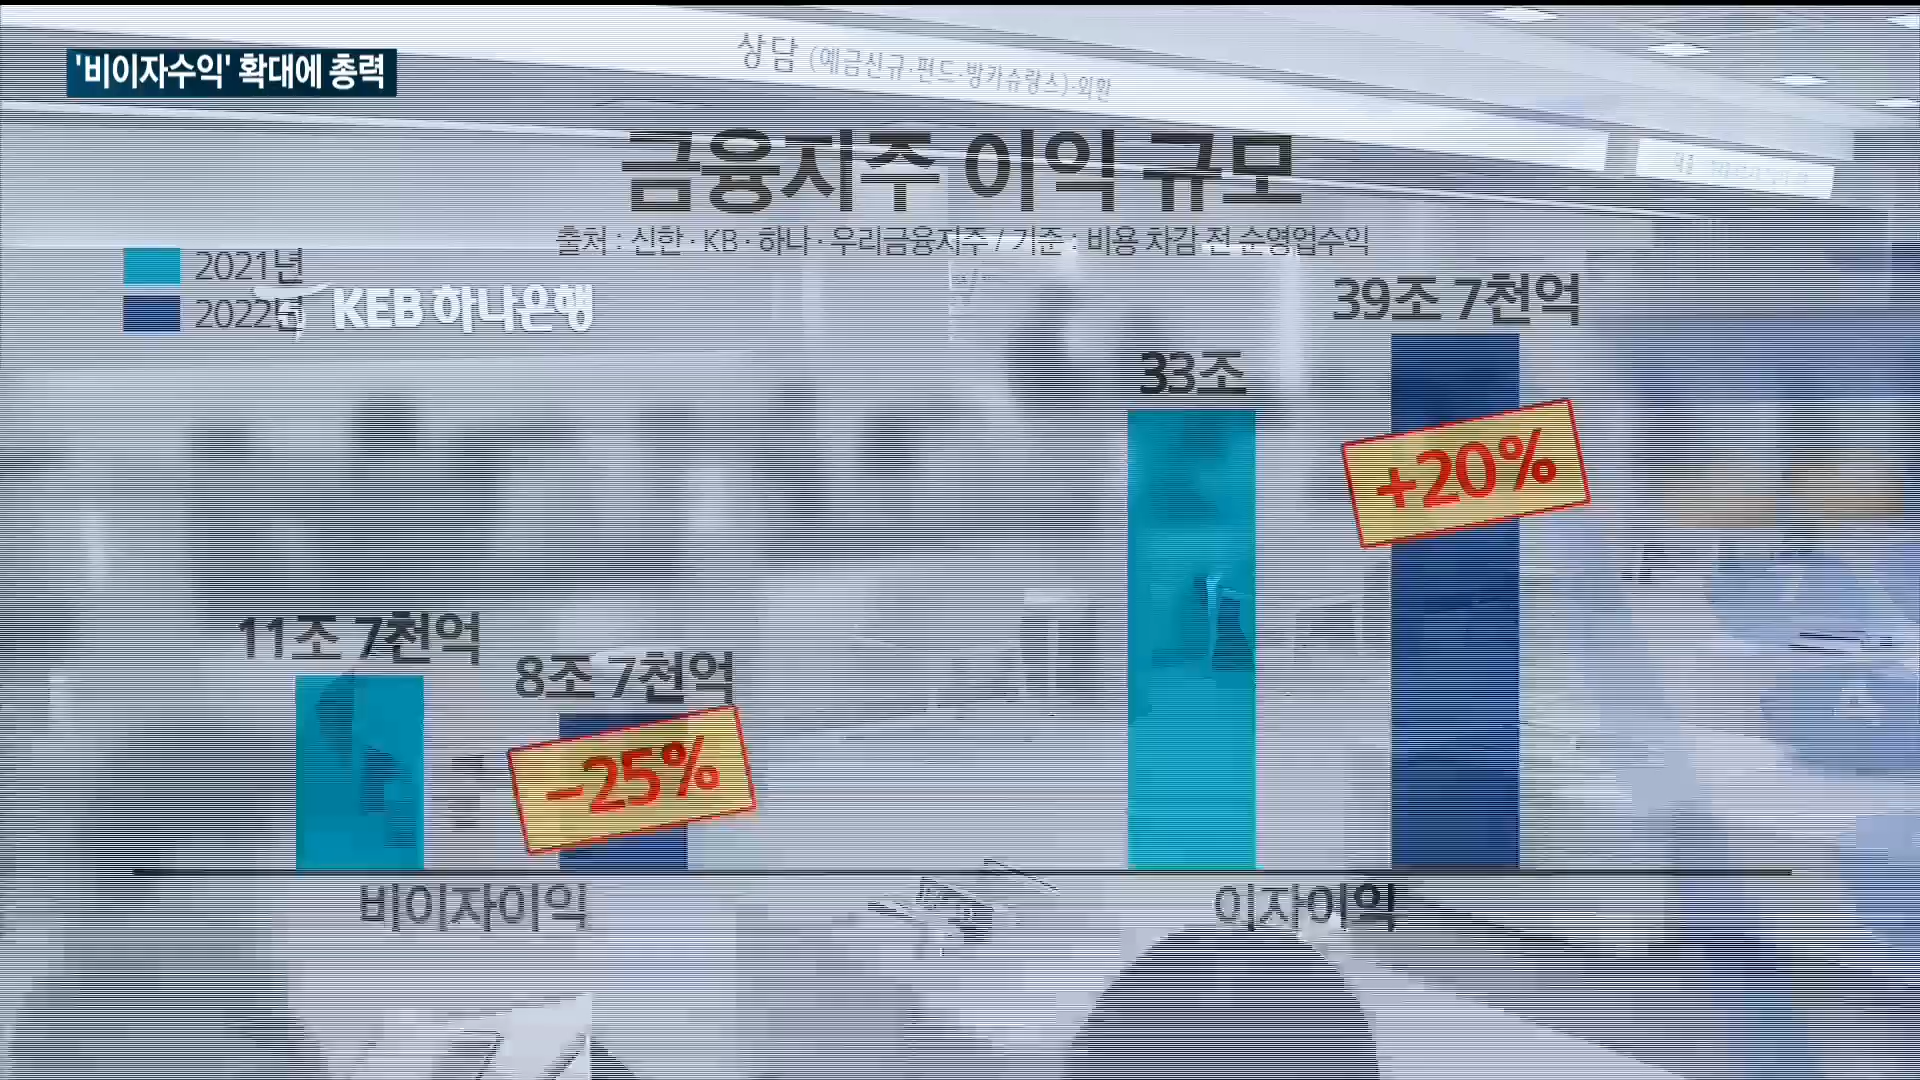 '비이자수익' 확대에 총력
상담 (예금신규·펀드·방카슈랑스)·외환
금융지주 이익 규모
출처 : 신한 · KB · 하나 · 우리금융지주 / 기준 : 비용 차감 전 순영업수익
2021년
2022년
KEB 하나은행
39조 7천억
33조
+20%
11조 7천억
8조 7천억
–25%
비이자이익
이자이익